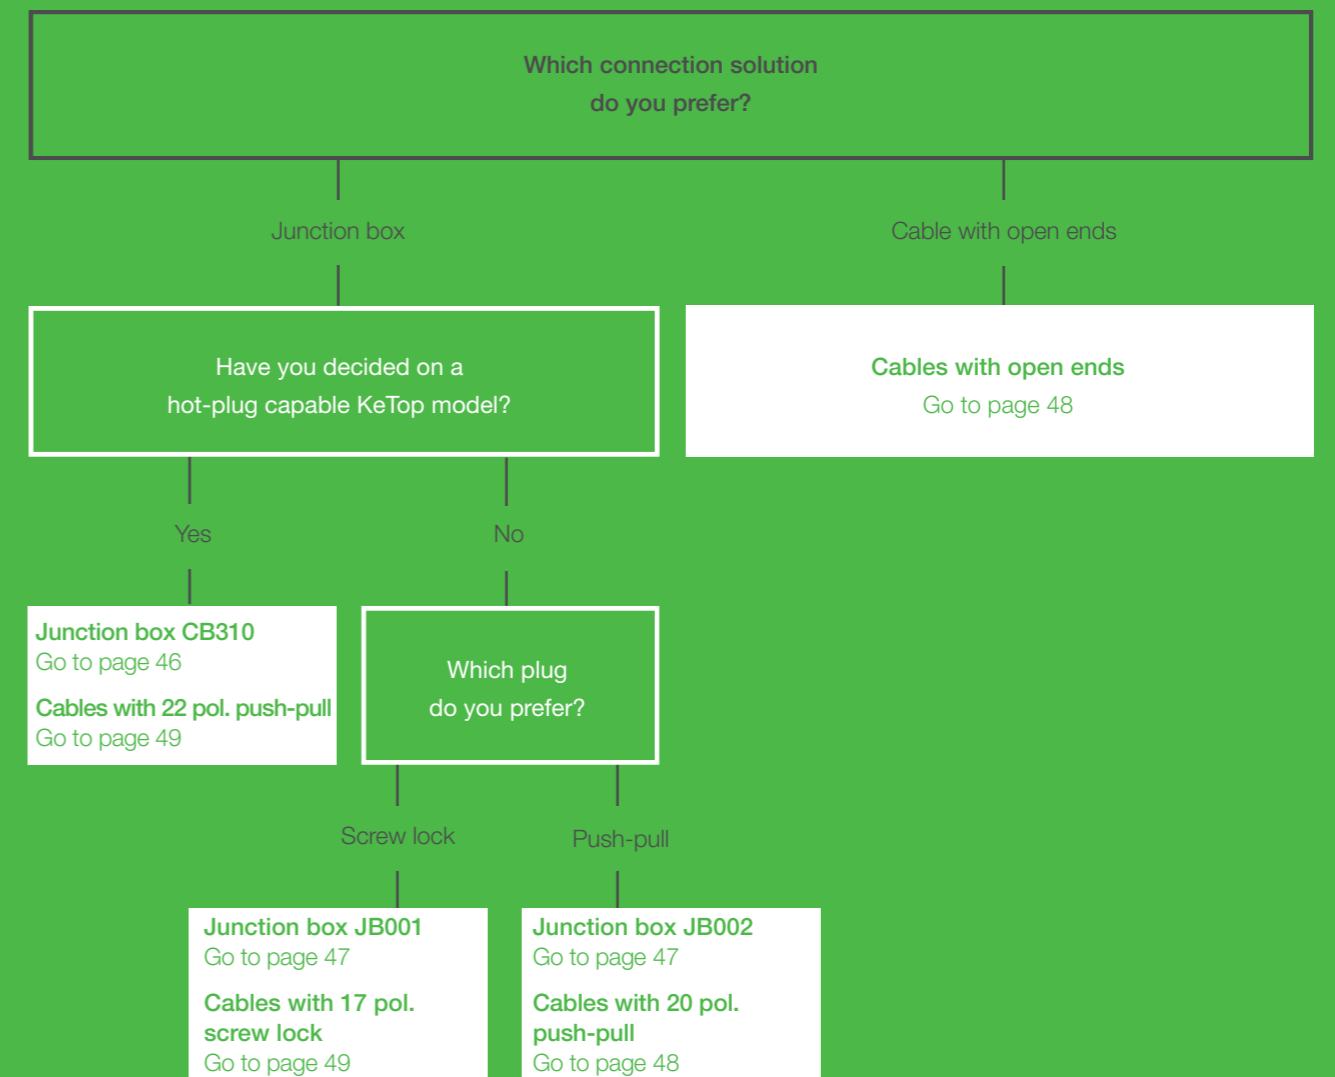 Which connection solution
do you prefer?
Junction box
Cable with open ends
Have you decided on a
hot-plug capable KeTop model?
Cables with open ends
Go to page 48
Yes
No
Junction box CB310
Go to page 46
Cables with 22 pol. push-pull
Go to page 49
Which plug
do you prefer?
Screw lock
Push-pull
Junction box JB001
Go to page 47
Cables with 17 pol.
screw lock
Go to page 49
Junction box JB002
Go to page 47
Cables with 20 pol.
push-pull
Go to page 48